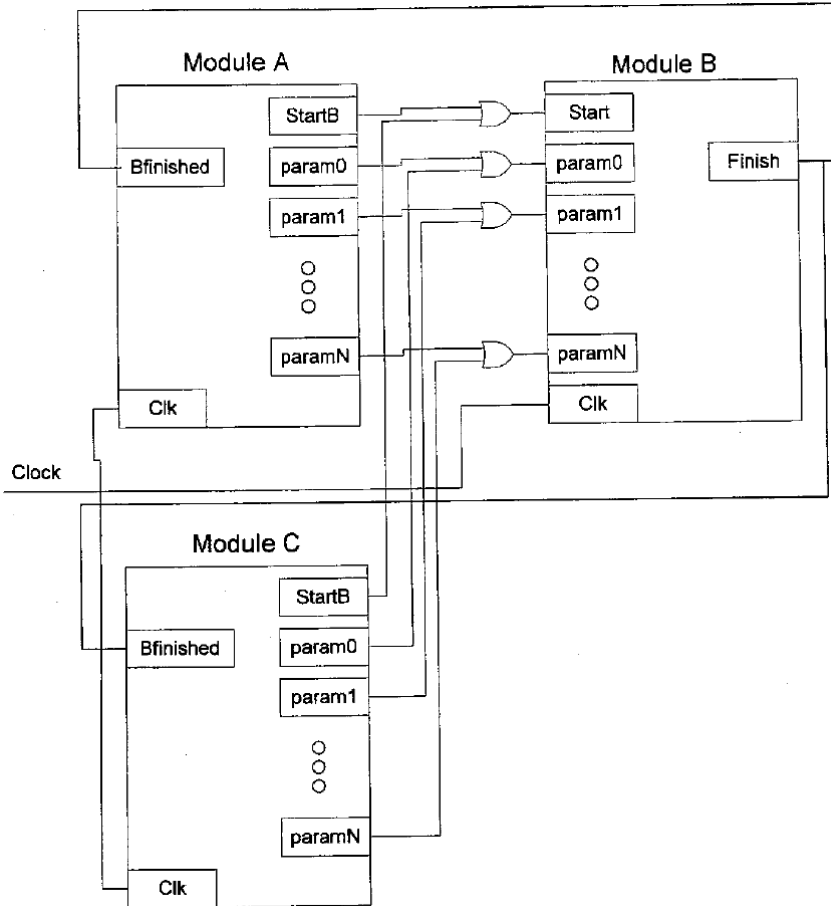 Module A
StartB
Bfinished
param0
param1
paramN
Clk
Module B
Start
param0
Finish
param1
paramN
Clk
Clock
Module C
StartB
Bfinished
param0
param1
paramN
Clk